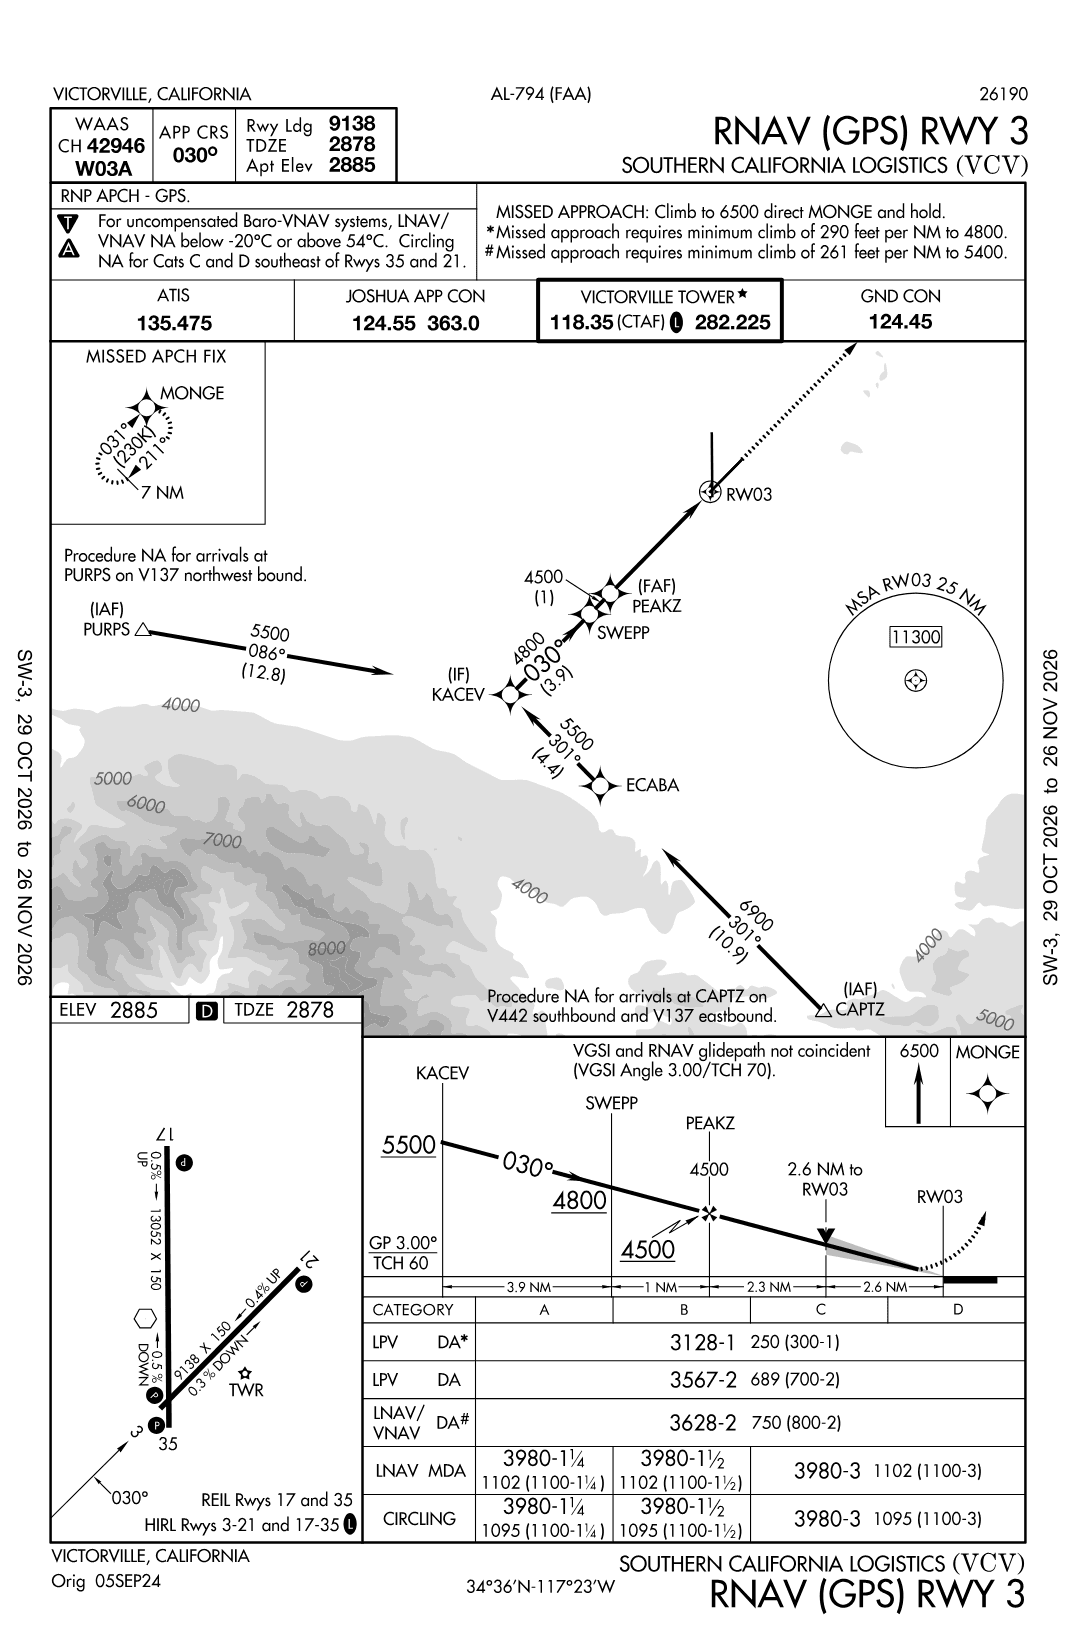 VICTORVILLE, CALIFORNIA
AL-794 (FAA)
26190
WAAS
CH 42946
W03A
APP CRS
030°
Rwy Ldg 9138
TDZE 2878
Apt Elev 2885
RNAV (GPS) RWY 3
SOUTHERN CALIFORNIA LOGISTICS (VCV)
RNP APCH - GPS.
T
A
For uncompensated Baro-VNAV systems, LNAV/
VNAV NA below -20°C or above 54°C. Circling
NA for Cats C and D southeast of Rwys 35 and 21.
MISSED APPROACH: Climb to 6500 direct MONGE and hold.
*Missed approach requires minimum climb of 290 feet per NM to 4800.
#Missed approach requires minimum climb of 261 feet per NM to 5400.
ATIS
135.475
JOSHUA APP CON
124.55 363.0
VICTORVILLE TOWER★
118.35 (CTAF) L 282.225
GND CON
124.45
MISSED APCH FIX
MONGE
031°
(230K)
211°
7 NM
RW03
Procedure NA for arrivals at
PURPS on V137 northwest bound.
(IAF)
PURPS
5500
086°
(12.8)
4500
(1)
(FAF)
PEAKZ
SWEPP
4800
030°
(3.9)
(IF)
KACEV
5500
301°
(4.4)
ECABA
MSA RW03 25 NM
11300
4000
5000
6000
7000
8000
4000
4000
5000
6900
301°
(10.9)
(IAF)
CAPTZ
Procedure NA for arrivals at CAPTZ on
V442 southbound and V137 eastbound.
SW-3, 29 OCT 2026 to 26 NOV 2026
SW-3, 29 OCT 2026 to 26 NOV 2026
ELEV 2885
D
TDZE 2878
17
P
0.5%
UP
13052 X 150
0.5%
DOWN
21
P
0.4% UP
9138 X 150
0.3% DOWN
TWR
P
P
3
35
030°
REIL Rwys 17 and 35
HIRL Rwys 3-21 and 17-35 L
VGSI and RNAV glidepath not coincident
(VGSI Angle 3.00/TCH 70).
6500
MONGE
KACEV
SWEPP
PEAKZ
5500
030°
4800
4500
4500
2.6 NM to
RW03
RW03
GP 3.00°
TCH 60
3.9 NM
1 NM
2.3 NM
2.6 NM
CATEGORY A B C D
LPV DA* 3128-1 250 (300-1)
LPV DA 3567-2 689 (700-2)
LNAV/
VNAV DA# 3628-2 750 (800-2)
LNAV MDA 3980-1¼ 1102 (1100-1¼) 3980-1½ 1102 (1100-1½) 3980-3 1102 (1100-3)
CIRCLING 3980-1¼ 1095 (1100-1¼) 3980-1½ 1095 (1100-1½) 3980-3 1095 (1100-3)
VICTORVILLE, CALIFORNIA
Orig 05SEP24
34°36'N-117°23'W
SOUTHERN CALIFORNIA LOGISTICS (VCV)
RNAV (GPS) RWY 3